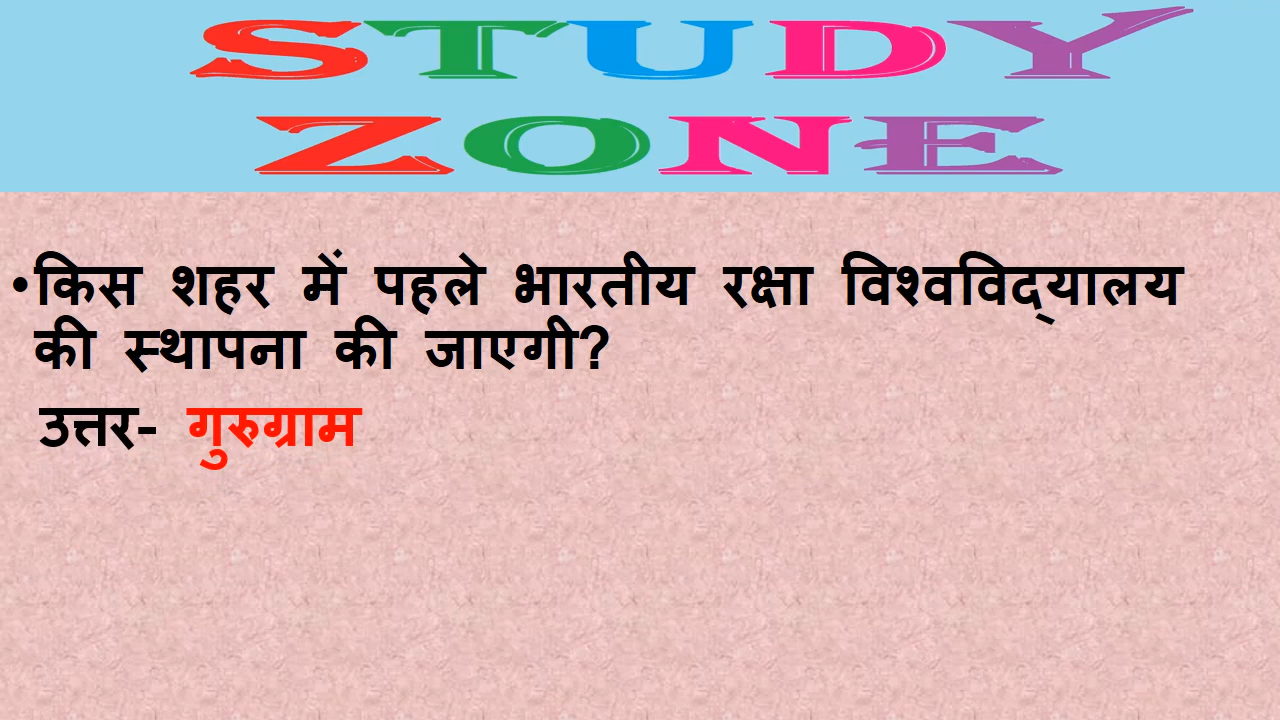 STUDY
ZONE
•किस शहर में पहले भारतीय रक्षा विश्वविद्यालय
की स्थापना की जाएगी?
उत्तर- गुरुग्राम